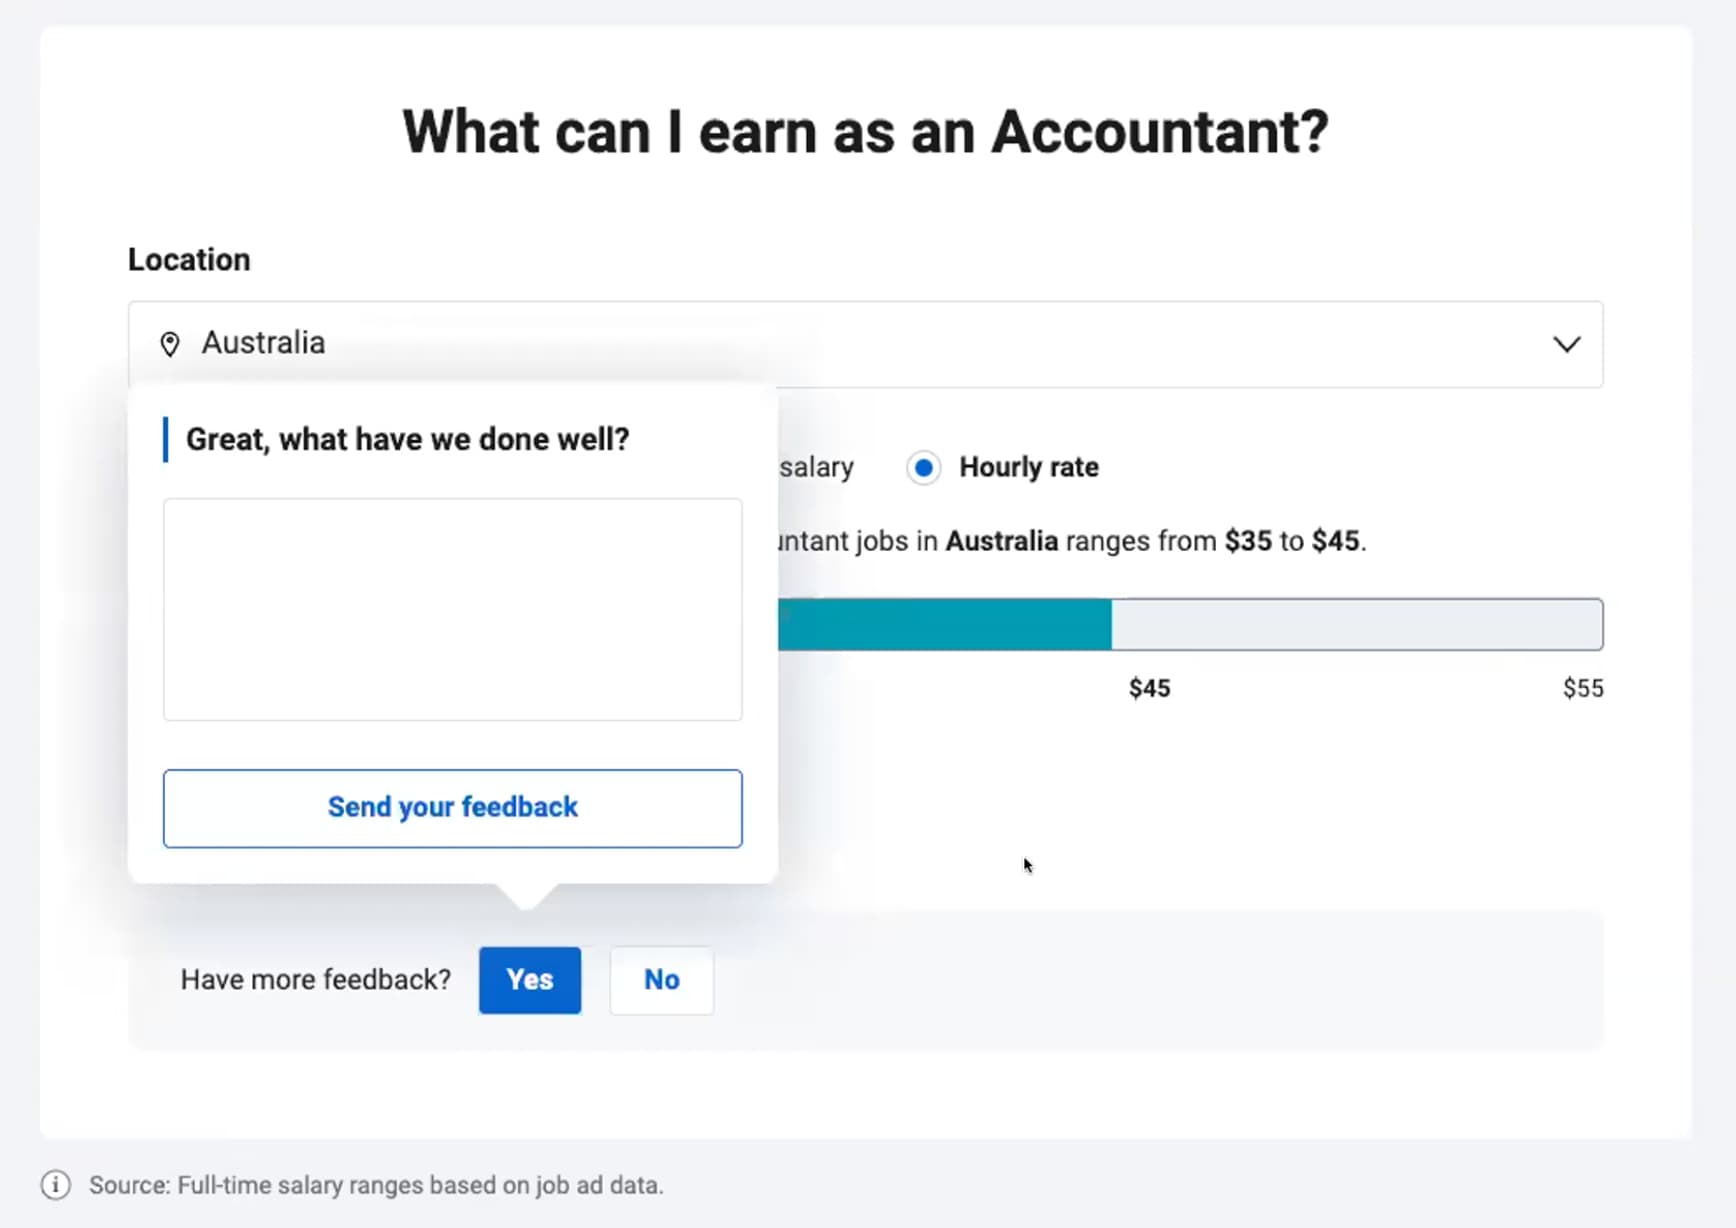 What can I earn as an Accountant?
Location
Australia
Great, what have we done well?
salary
Hourly rate
jobs in Australia ranges from $35 to $45.
$45
$55
Send your feedback
Have more feedback?
Yes
No
Source: Full-time salary ranges based on job ad data.